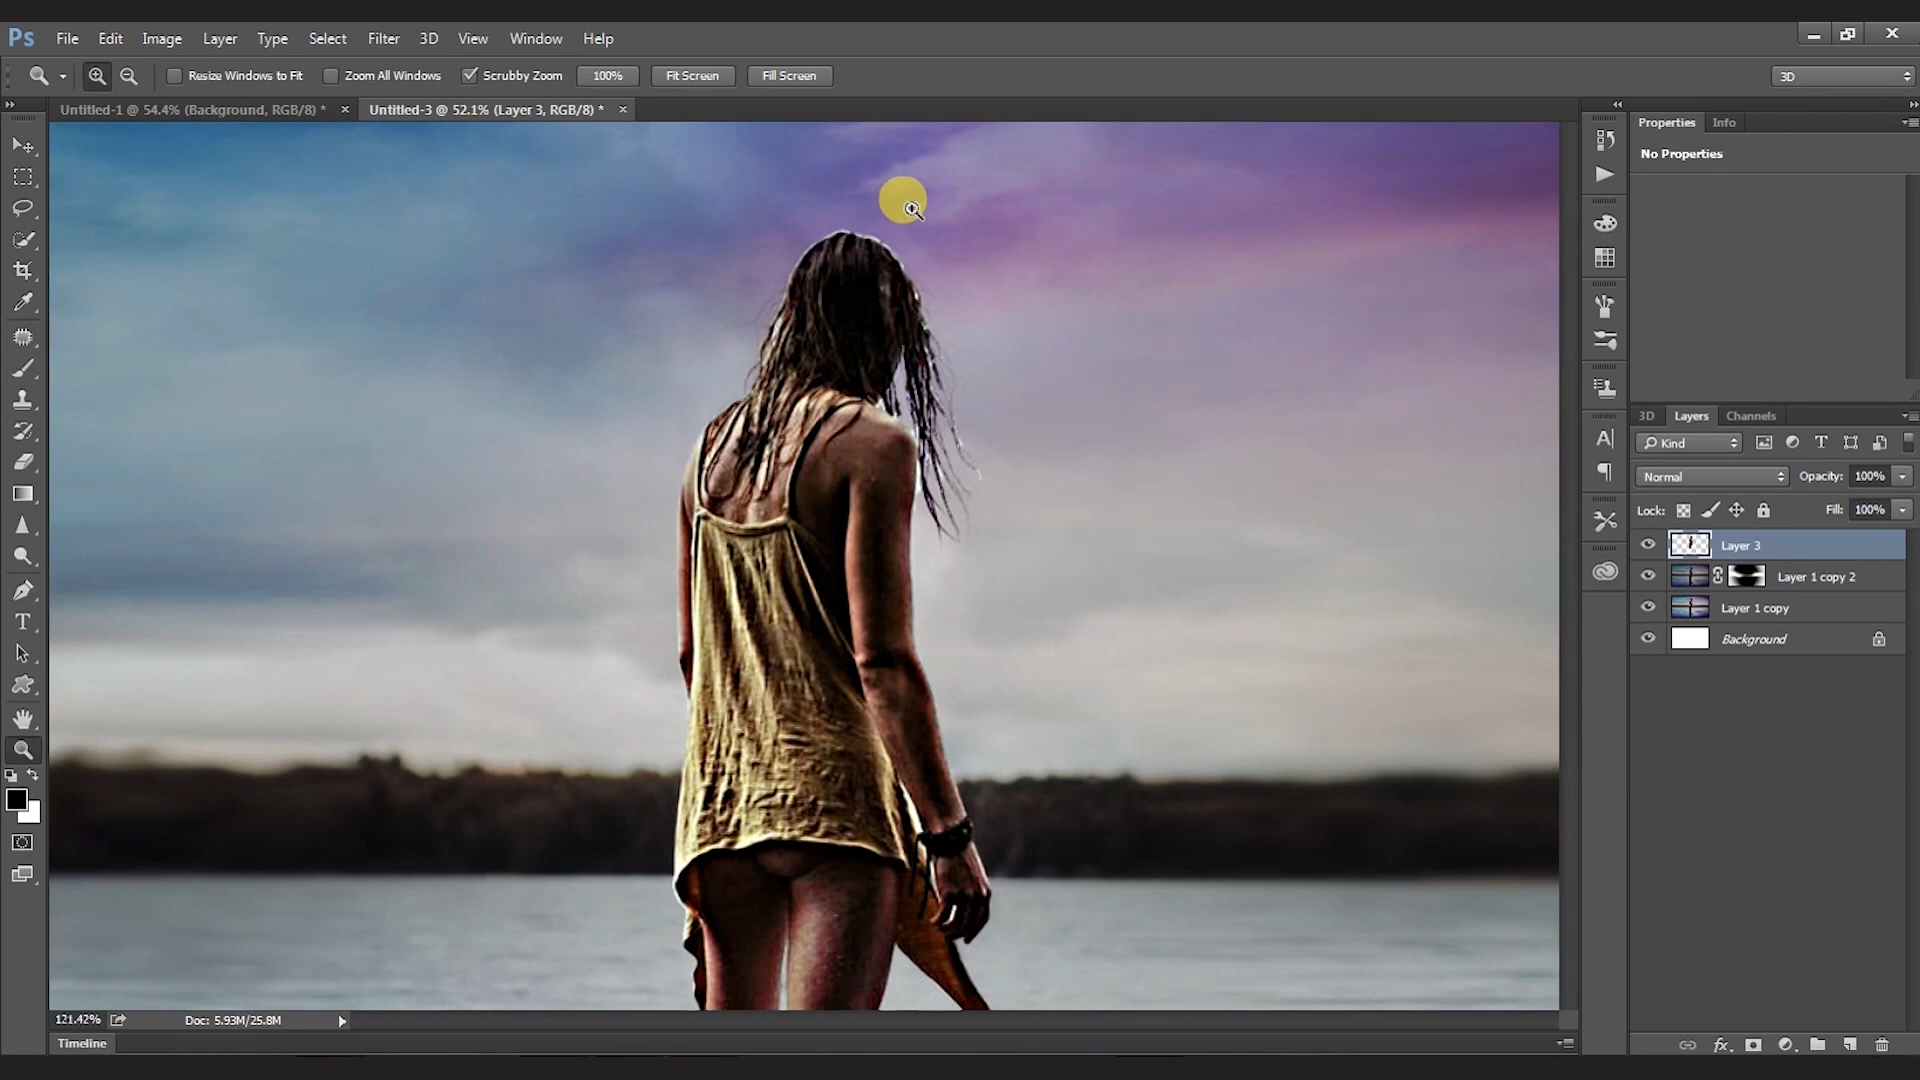 Ps File Edit Image Layer Type Select Filter 3D View Window Help
Resize Windows to Fit Zoom All Windows Scrubby Zoom 100% Fit Screen Fill Screen 3D
Untitled-1 @ 54.4% (Background, RGB/8) * × Untitled-3 @ 52.1% (Layer 3, RGB/8) * ×
Properties Info
No Properties
3D Layers Channels
Kind
Normal Opacity: 100%
Lock: Fill: 100%
Layer 3
Layer 1 copy 2
Layer 1 copy
Background
121.42% Doc: 5.93M/25.8M
Timeline